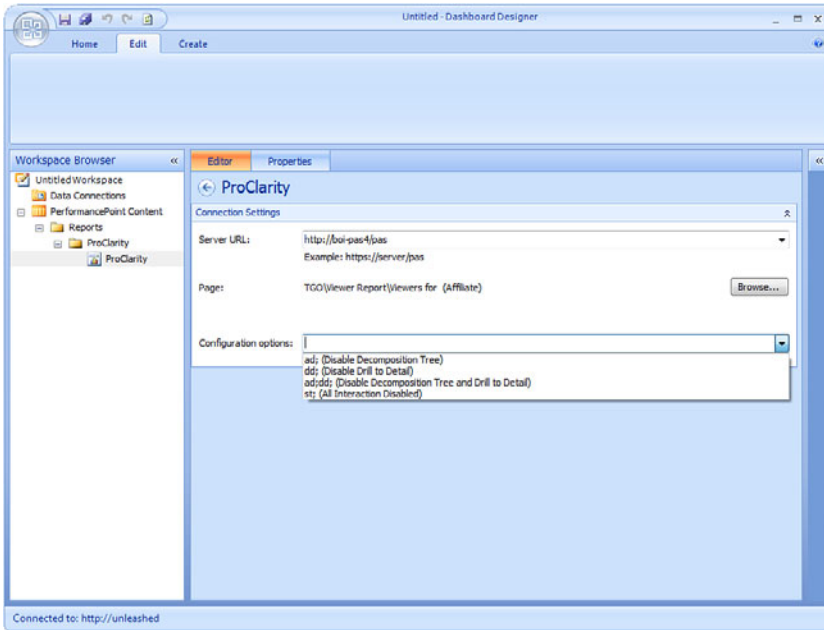 Untitled - Dashboard Designer
Home Edit Create
Workspace Browser «
Untitled Workspace
Data Connections
PerformancePoint Content
Reports
ProClarity
ProClarity
Editor Properties
«
ProClarity
Connection Settings
Server URL: http://boi-pas4/pas
Example: https://server/pas
Page: TGO\Viewer Report\Viewers for (Affiliate) Browse...
Configuration options:
ad; (Disable Decomposition Tree)
dd; (Disable Drill to Detail)
ad;dd; (Disable Decomposition Tree and Drill to Detail)
st; (All Interaction Disabled)
Connected to: http://unleashed